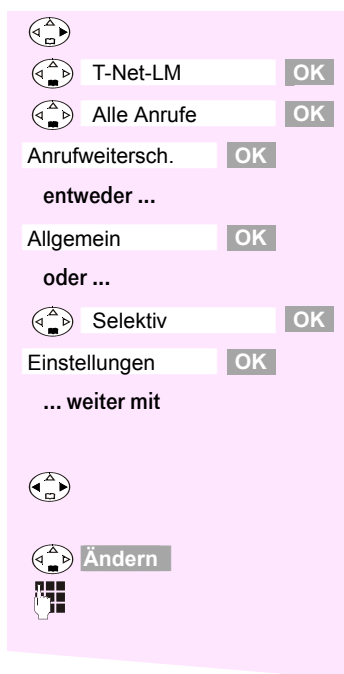 T-Net-LM OK
Alle Anrufe OK
Anrufweitersch. OK
entweder ...
Allgemein OK
oder ...
Selektiv OK
Einstellungen OK
... weiter mit
Ändern